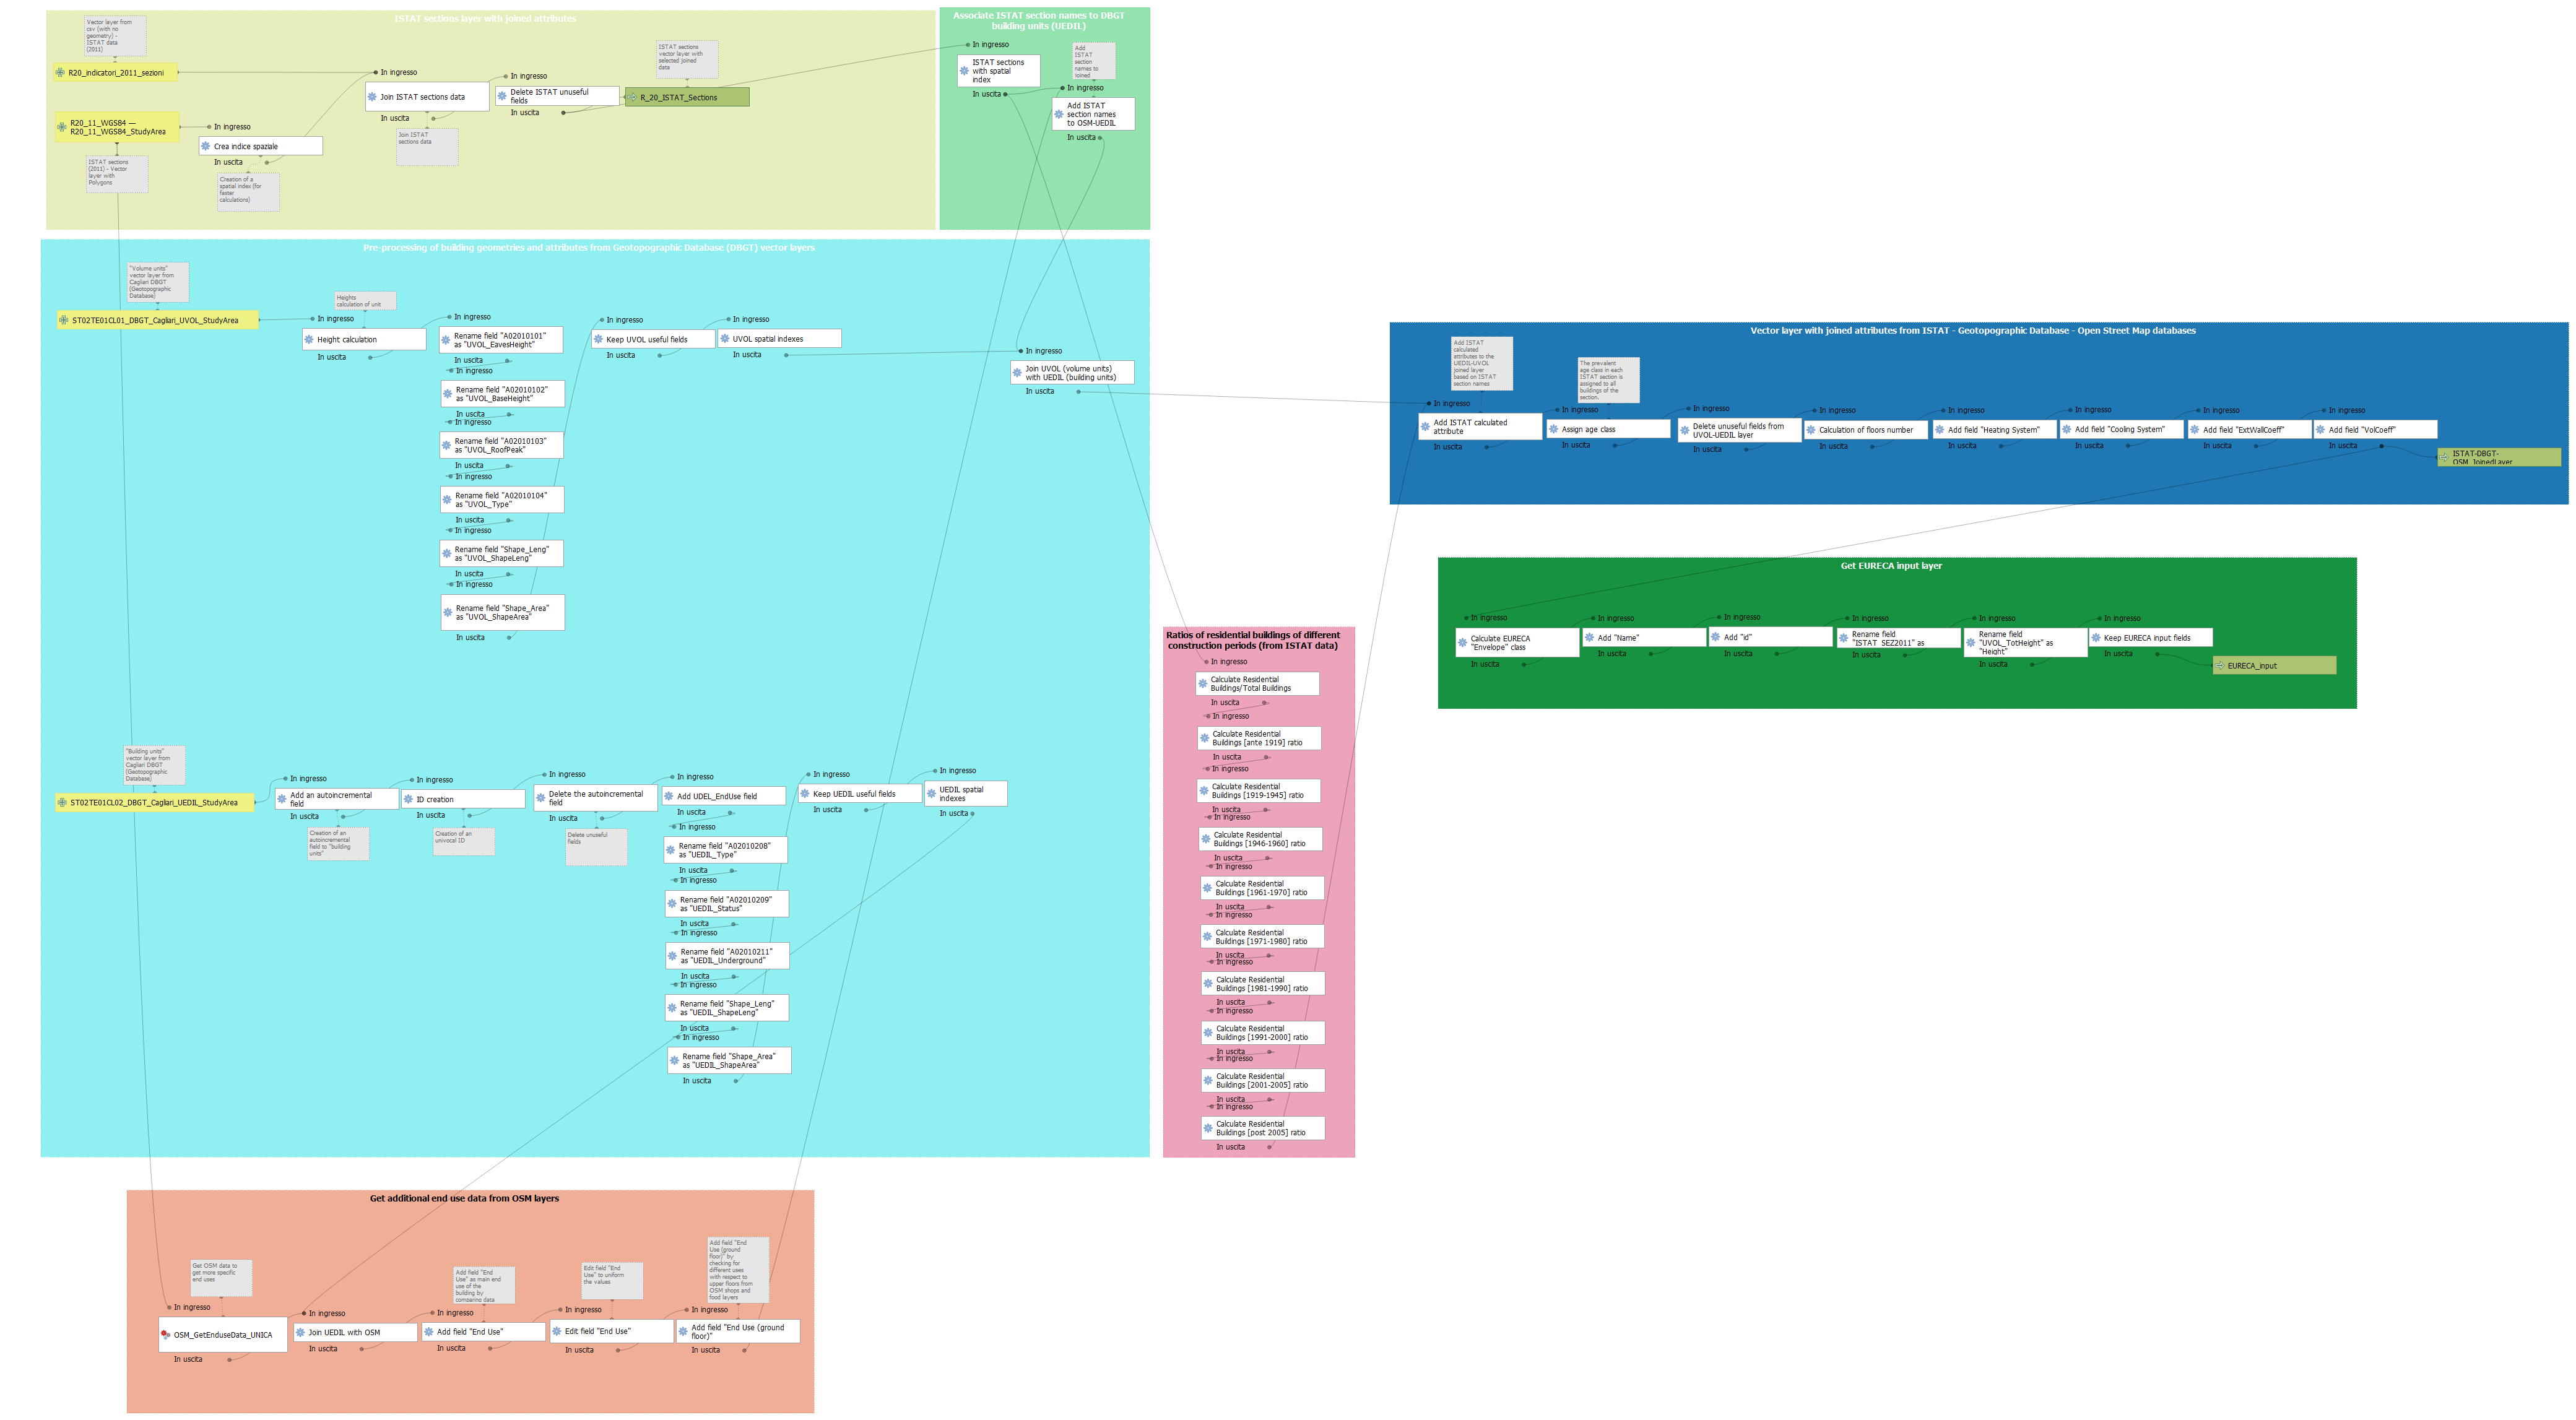 ISTAT sections layer with joined attributes
Vector layer from
csv (with no
geometry) -
ISTAT data
(2011)
R20_indicatori_2011_sezioni
R20_11_WGS84 —
R20_11_WGS84_StudyArea
ISTAT sections
(2011) - Vector
layer with
Polygons
In ingresso
Crea indice spaziale
In uscita
Creation of a
spatial index (for
faster
calculations)
In ingresso
Join ISTAT sections data
In uscita
Join ISTAT
sections data
In ingresso
Delete ISTAT unuseful
fields
In uscita
ISTAT sections
vector layer with
selected joined
data
R_20_ISTAT_Sections
Associate ISTAT section names to DBGT
building units (UEDIL)
In ingresso
ISTAT sections
with spatial
index
In uscita
Add
ISTAT
section
names to
joined
In ingresso
Add ISTAT
section names
to OSM-UEDIL
In uscita
Pre-processing of building geometries and attributes from Geotopographic Database (DBGT) vector layers
"Volume units"
vector layer from
Cagliari DBGT
(Geotopographic
Database)
ST02TE01CL01_DBGT_Cagliari_UVOL_StudyArea
Heights
calculation of unit
In ingresso
Height calculation
In uscita
In ingresso
Rename field "A02010101"
as "UVOL_EavesHeight"
In uscita
In ingresso
Rename field "A02010102"
as "UVOL_BaseHeight"
In uscita
In ingresso
Rename field "A02010103"
as "UVOL_RoofPeak"
In uscita
In ingresso
Rename field "A02010104"
as "UVOL_Type"
In uscita
In ingresso
Rename field "Shape_Leng"
as "UVOL_ShapeLeng"
In uscita
In ingresso
Rename field "Shape_Area"
as "UVOL_ShapeArea"
In uscita
In ingresso
Keep UVOL useful fields
In uscita
In ingresso
UVOL spatial indexes
In uscita
In ingresso
Join UVOL (volume units)
with UEDIL (building units)
In uscita
"Building units"
vector layer from
Cagliari DBGT
(Geotopographic
Database)
ST02TE01CL02_DBGT_Cagliari_UEDIL_StudyArea
In ingresso
Add an autoincremental
field
In uscita
Creation of an
autoincremental
field to "building
units"
In ingresso
ID creation
In uscita
Creation of an
univocal ID
In ingresso
Delete the autoincremental
field
In uscita
Delete unuseful
fields
In ingresso
Add UDEL_EndUse field
In uscita
In ingresso
Rename field "A02010208"
as "UEDIL_Type"
In uscita
In ingresso
Rename field "A02010209"
as "UEDIL_Status"
In uscita
In ingresso
Rename field "A02010211"
as "UEDIL_Underground"
In uscita
In ingresso
Rename field "Shape_Leng"
as "UEDIL_ShapeLeng"
In uscita
In ingresso
Rename field "Shape_Area"
as "UEDIL_ShapeArea"
In uscita
In ingresso
Keep UEDIL useful fields
In uscita
In ingresso
UEDIL spatial
indexes
In uscita
Ratios of residential buildings of different
construction periods (from ISTAT data)
In ingresso
Calculate Residential
Buildings/Total Buildings
In uscita
In ingresso
Calculate Residential
Buildings [ante 1919] ratio
In uscita
In ingresso
Calculate Residential
Buildings [1919-1945] ratio
In uscita
In ingresso
Calculate Residential
Buildings [1946-1960] ratio
In uscita
In ingresso
Calculate Residential
Buildings [1961-1970] ratio
In uscita
In ingresso
Calculate Residential
Buildings [1971-1980] ratio
In uscita
In ingresso
Calculate Residential
Buildings [1981-1990] ratio
In uscita
In ingresso
Calculate Residential
Buildings [1991-2000] ratio
In uscita
In ingresso
Calculate Residential
Buildings [2001-2005] ratio
In uscita
In ingresso
Calculate Residential
Buildings [post 2005] ratio
In uscita
Vector layer with joined attributes from ISTAT - Geotopographic Database - Open Street Map databases
Add ISTAT
calculated
attributes to the
UEDIL-UVOL
joined layer
based on ISTAT
section names
In ingresso
Add ISTAT calculated
attribute
In uscita
The prevalent
age class in each
ISTAT section is
assigned to all
buildings of the
section.
In ingresso
Assign age class
In uscita
In ingresso
Delete unuseful fields from
UVOL-UEDIL layer
In uscita
In ingresso
Calculation of floors number
In uscita
In ingresso
Add field "Heating System"
In uscita
In ingresso
Add field "Cooling System"
In uscita
In ingresso
Add field "ExtWallCoeff"
In uscita
In ingresso
Add field "VolCoeff"
In uscita
ISTAT-DBGT-
OSM_JoinedLayer
Get EURECA input layer
In ingresso
Calculate EURECA
"Envelope" class
In uscita
In ingresso
Add "Name"
In uscita
In ingresso
Add "id"
In uscita
In ingresso
Rename field
"ISTAT_SEZ2011" as
In uscita
In ingresso
Rename field
"UVOL_TotHeight" as
"Height"
In uscita
In ingresso
Keep EURECA input fields
In uscita
EURECA_input
Get additional end use data from OSM layers
Get OSM data to
get more specific
end uses
In ingresso
OSM_GetEnduseData_UNICA
In uscita
In ingresso
Join UEDIL with OSM
In uscita
Add field "End
Use" as main end
use of the
building by
comparing data
In ingresso
Add field "End Use"
In uscita
Edit field "End
Use" to uniform
the values
In ingresso
Edit field "End Use"
In uscita
Add field "End
Use (ground
floor)" by
checking for
different uses
with respect to
upper floors from
OSM shops and
food layers
In ingresso
Add field "End Use (ground
floor)"
In uscita